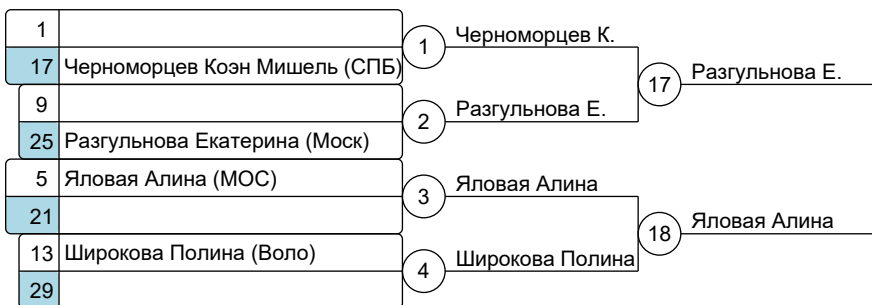 1
17 Черноморцев Коэн Мишель (СПБ)
9
25 Разгульнова Екатерина (Моск)
5 Яловая Алина (МОС)
21
13 Широкова Полина (Воло)
29
1 Черноморцев К.
2 Разгульнова Е.
3 Яловая Алина
4 Широкова Полина
17 Разгульнова Е.
18 Яловая Алина